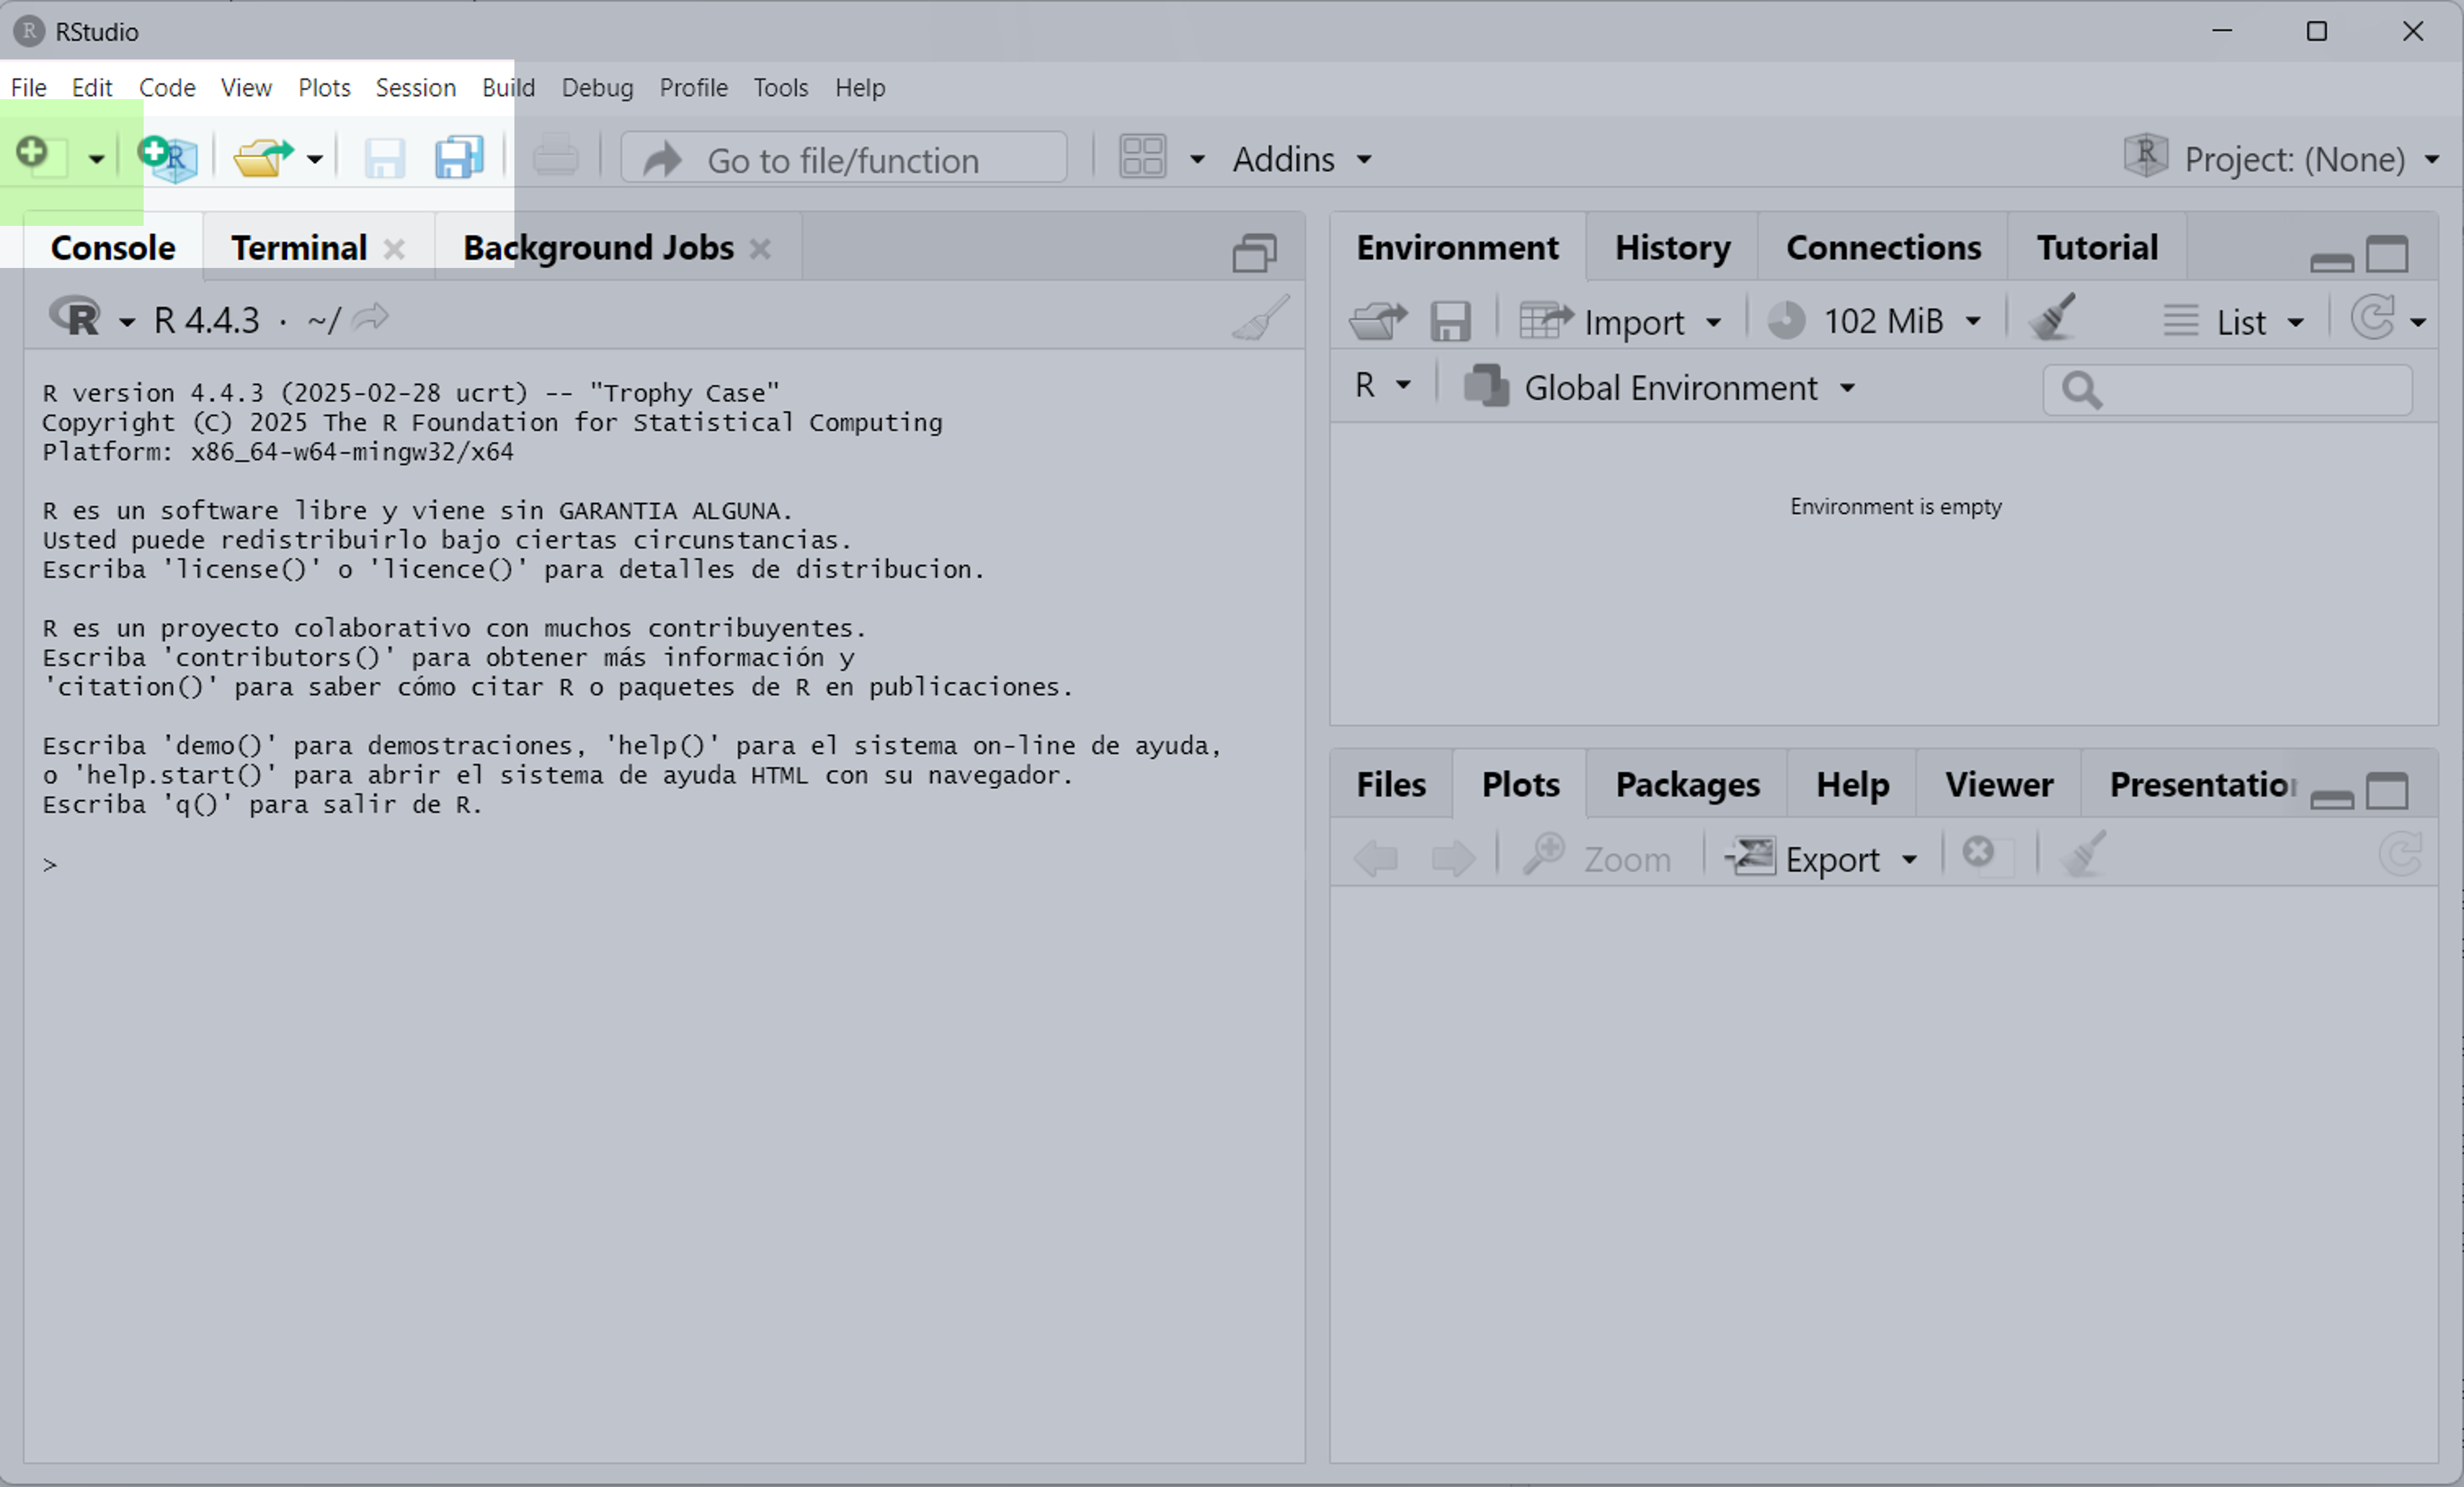 RStudio
File Edit Code View Plots Session Build Debug Profile Tools Help
Go to file/function Addins Project: (None)
Console Terminal Background Jobs
R R 4.4.3 · ~/
R version 4.4.3 (2025-02-28 ucrt) -- "Trophy Case"
Copyright (C) 2025 The R Foundation for Statistical Computing
Platform: x86_64-w64-mingw32/x64
R es un software libre y viene sin GARANTIA ALGUNA.
Usted puede redistribuirlo bajo ciertas circunstancias.
Escriba 'license()' o 'licence()' para detalles de distribucion.
R es un proyecto colaborativo con muchos contribuyentes.
Escriba 'contributors()' para obtener más información y
'citation()' para saber cómo citar R o paquetes de R en publicaciones.
Escriba 'demo()' para demostraciones, 'help()' para el sistema on-line de ayuda,
o 'help.start()' para abrir el sistema de ayuda HTML con su navegador.
Escriba 'q()' para salir de R.
>
Environment History Connections Tutorial
Import 102 MiB List
R Global Environment
Environment is empty
Files Plots Packages Help Viewer Presentation
Zoom Export